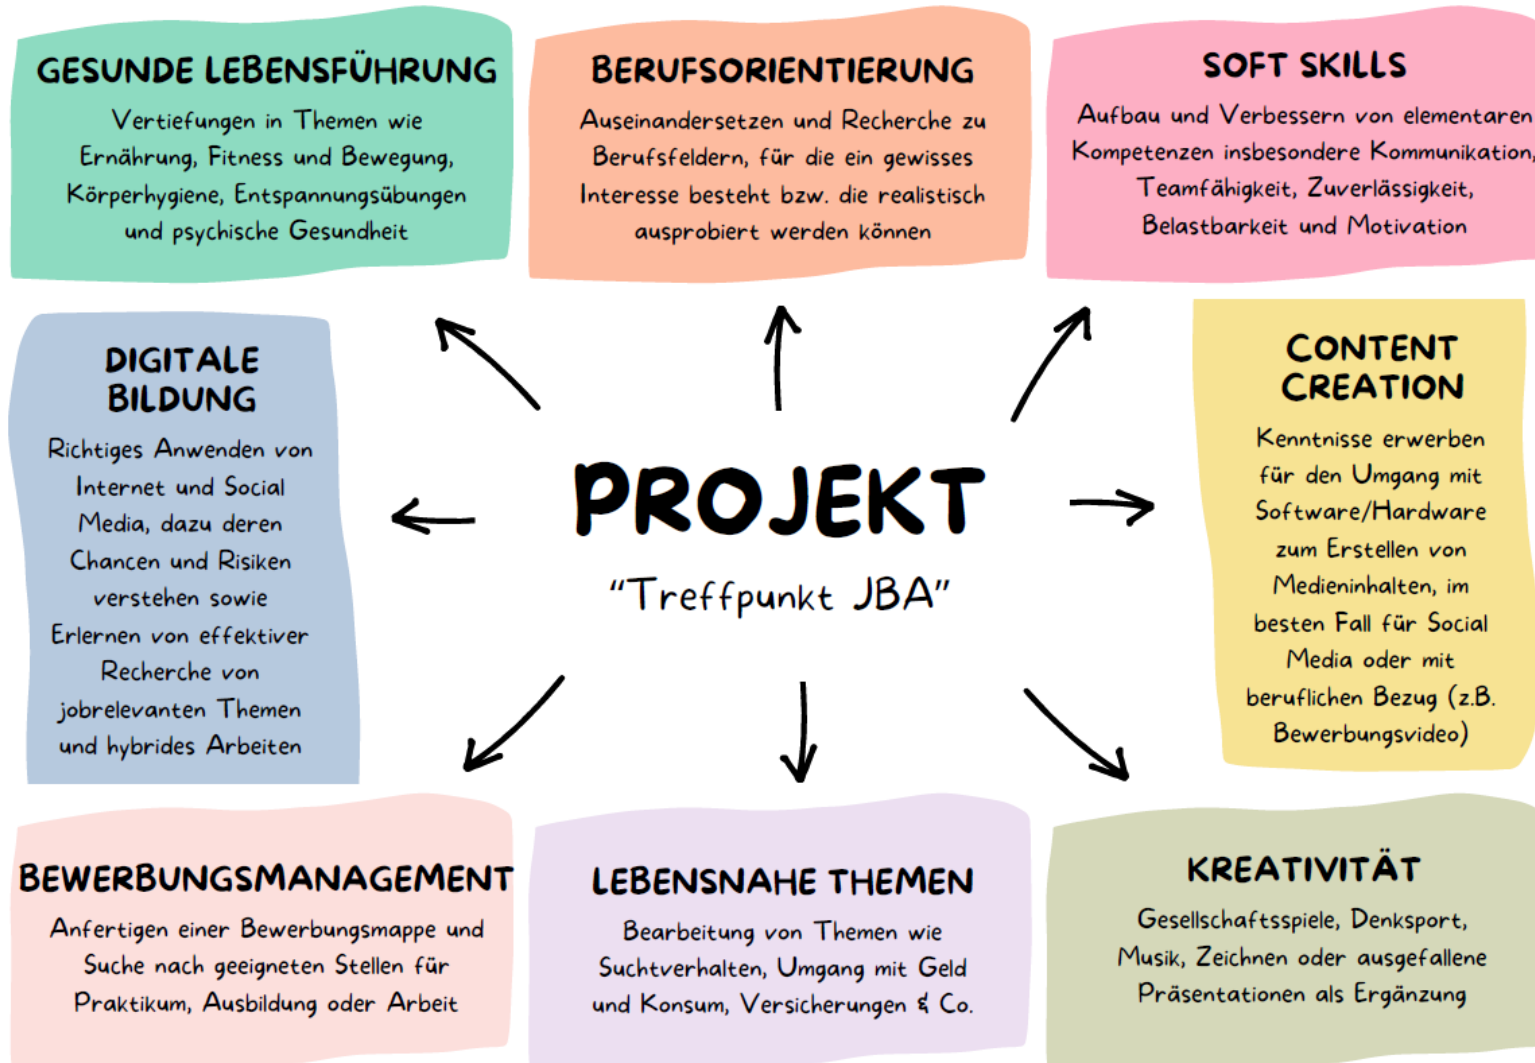 GESUNDE LEBENSFÜHRUNG
Vertiefungen in Themen wie
Ernährung, Fitness und Bewegung,
Körperhygiene, Entspannungsübungen
und psychische Gesundheit
BERUFSORIENTIERUNG
Auseinandersetzen und Recherche zu
Berufsfeldern, für die ein gewisses
Interesse besteht bzw. die realistisch
ausprobiert werden können
SOFT SKILLS
Aufbau und Verbessern von elementaren
Kompetenzen insbesondere Kommunikation,
Teamfähigkeit, Zuverlässigkeit,
Belastbarkeit und Motivation
DIGITALE
BILDUNG
Richtiges Anwenden von
Internet und Social
Media, dazu deren
Chancen und Risiken
verstehen sowie
Erlernen von effektiver
Recherche von
jobrelevanten Themen
und hybrides Arbeiten
PROJEKT
“Treffpunkt JBA”
CONTENT
CREATION
Kenntnisse erwerben
für den Umgang mit
Software/Hardware
zum Erstellen von
Medieninhalten, im
besten Fall für Social
Media oder mit
beruflichen Bezug (z.B.
Bewerbungsvideo)
BEWERBUNGSMANAGEMENT
Anfertigen einer Bewerbungsmappe und
Suche nach geeigneten Stellen für
Praktikum, Ausbildung oder Arbeit
LEBENSNAHE THEMEN
Bearbeitung von Themen wie
Suchtverhalten, Umgang mit Geld
und Konsum, Versicherungen & Co.
KREATIVITÄT
Gesellschaftsspiele, Denksport,
Musik, Zeichnen oder ausgefallene
Präsentationen als Ergänzung